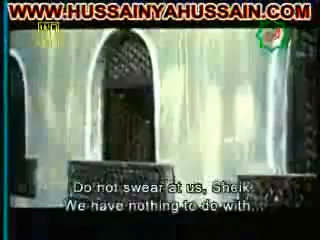 WWW.HUSSAINYAHUSSAIN.COM
Do not swear at us, Sheik.
We have nothing to do with...